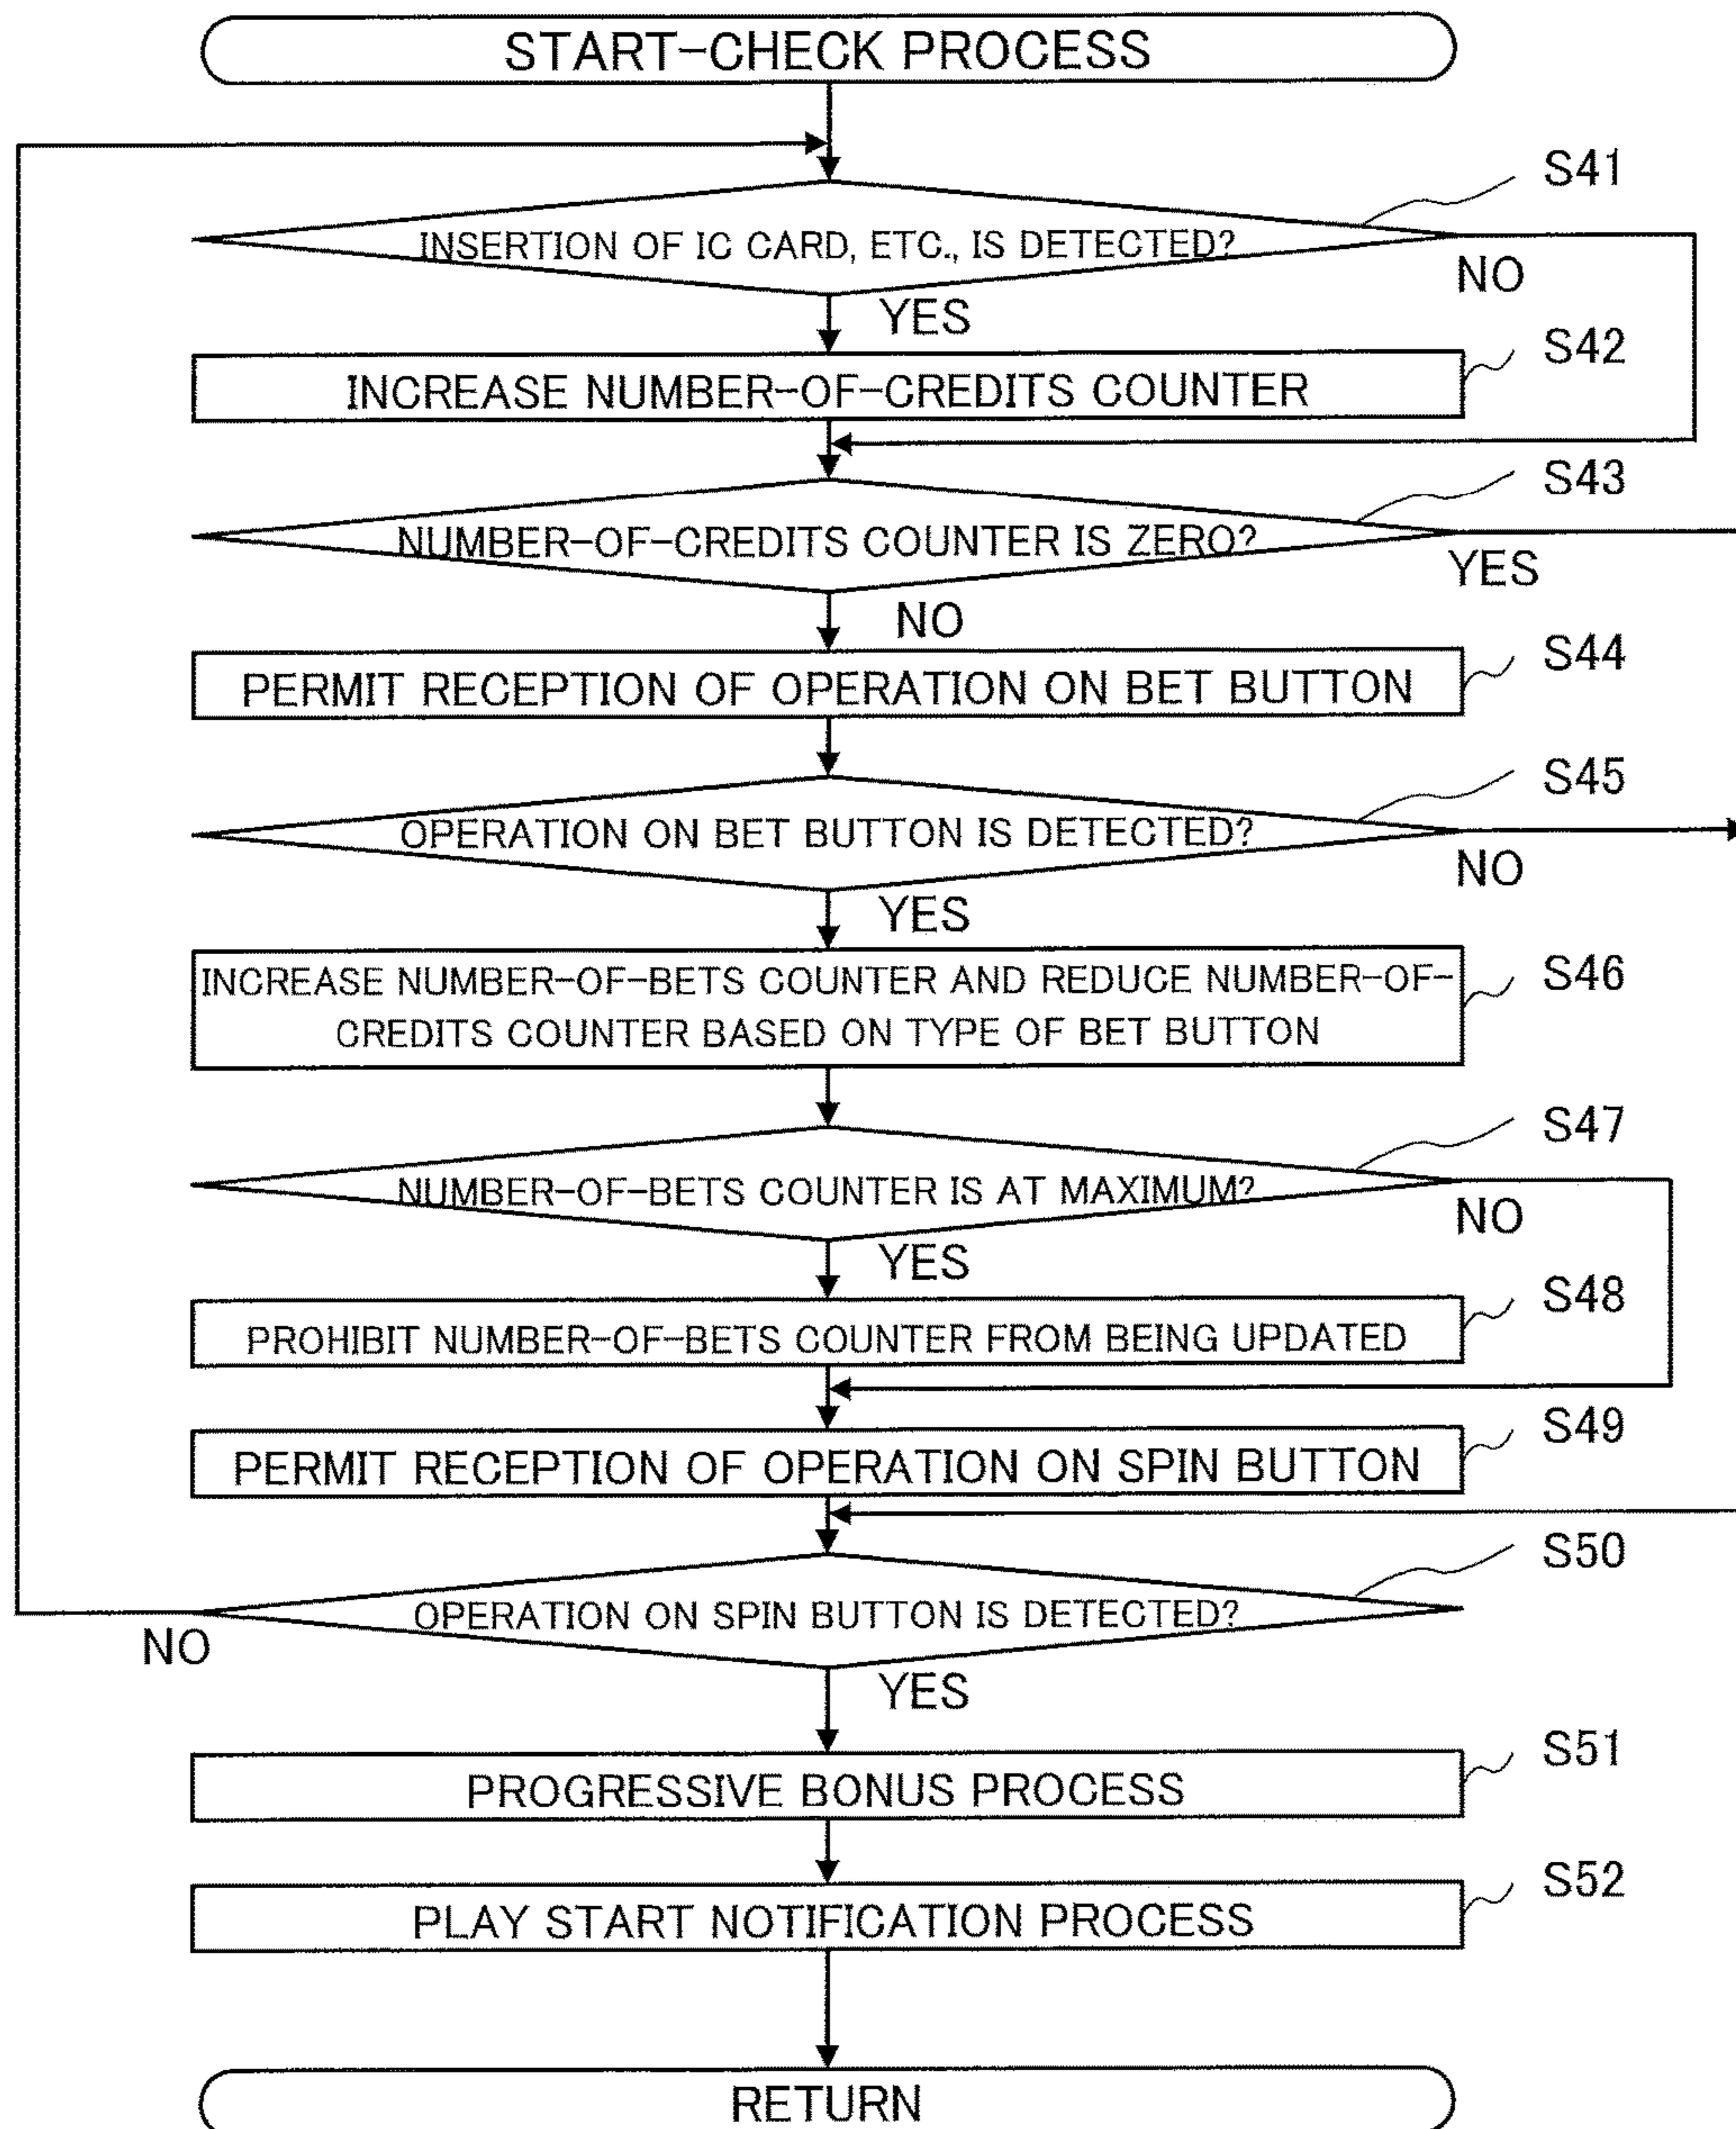 START-CHECK PROCESS
S41
INSERTION OF IC CARD, ETC., IS DETECTED?
NO
YES
S42
INCREASE NUMBER-OF-CREDITS COUNTER
S43
NUMBER-OF-CREDITS COUNTER IS ZERO?
YES
NO
S44
PERMIT RECEPTION OF OPERATION ON BET BUTTON
S45
OPERATION ON BET BUTTON IS DETECTED?
NO
YES
S46
INCREASE NUMBER-OF-BETS COUNTER AND REDUCE NUMBER-OF-
CREDITS COUNTER BASED ON TYPE OF BET BUTTON
S47
NUMBER-OF-BETS COUNTER IS AT MAXIMUM?
NO
YES
S48
PROHIBIT NUMBER-OF-BETS COUNTER FROM BEING UPDATED
S49
PERMIT RECEPTION OF OPERATION ON SPIN BUTTON
S50
OPERATION ON SPIN BUTTON IS DETECTED?
NO
YES
S51
PROGRESSIVE BONUS PROCESS
S52
PLAY START NOTIFICATION PROCESS
RETURN